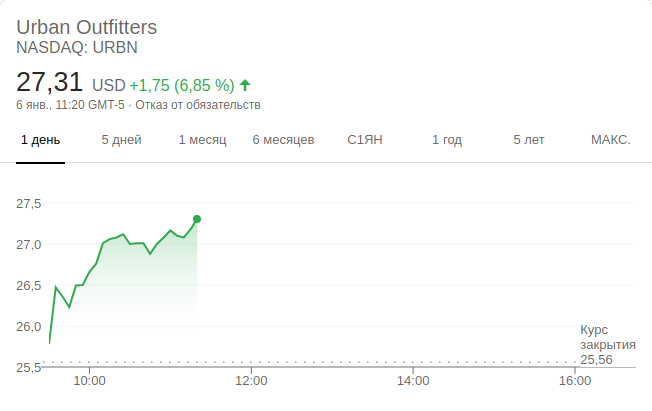 Urban Outfitters
NASDAQ: URBN
27,31 USD +1,75 (6,85 %)
6 янв., 11:20 GMT-5 · Отказ от обязательств
1 день 5 дней 1 месяц 6 месяцев С1ЯН 1 год 5 лет МАКС.
27,5
27,0
26,5
26,0
25,5
Курс
закрытия
25,56
10:00 12:00 14:00 16:00